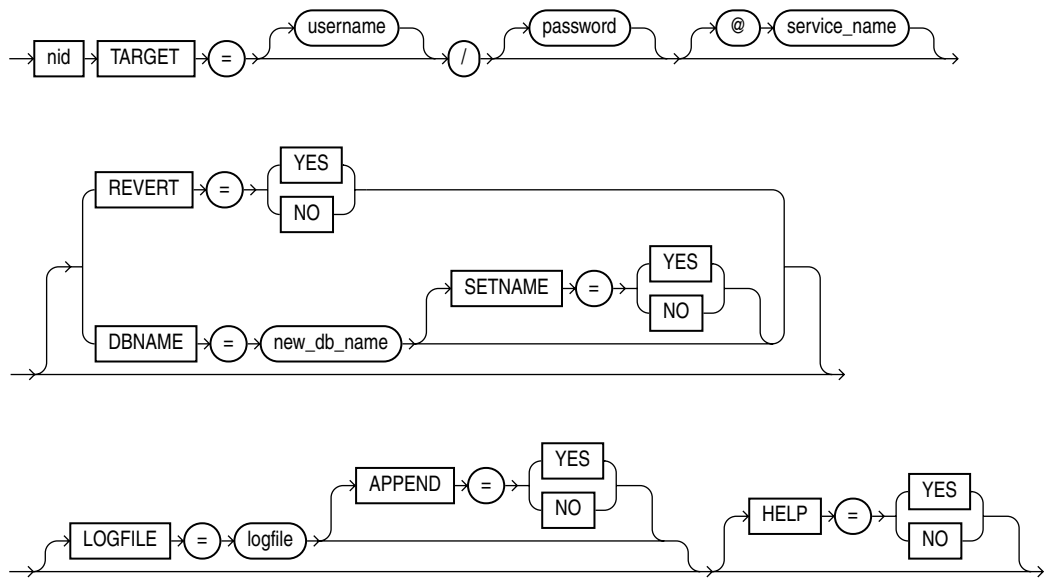 username password @ service_name
nid TARGET = /
YES
REVERT =
NO
YES
SETNAME =
NO
DBNAME = new_db_name
YES
APPEND =
NO
YES
HELP =
NO
LOGFILE = logfile